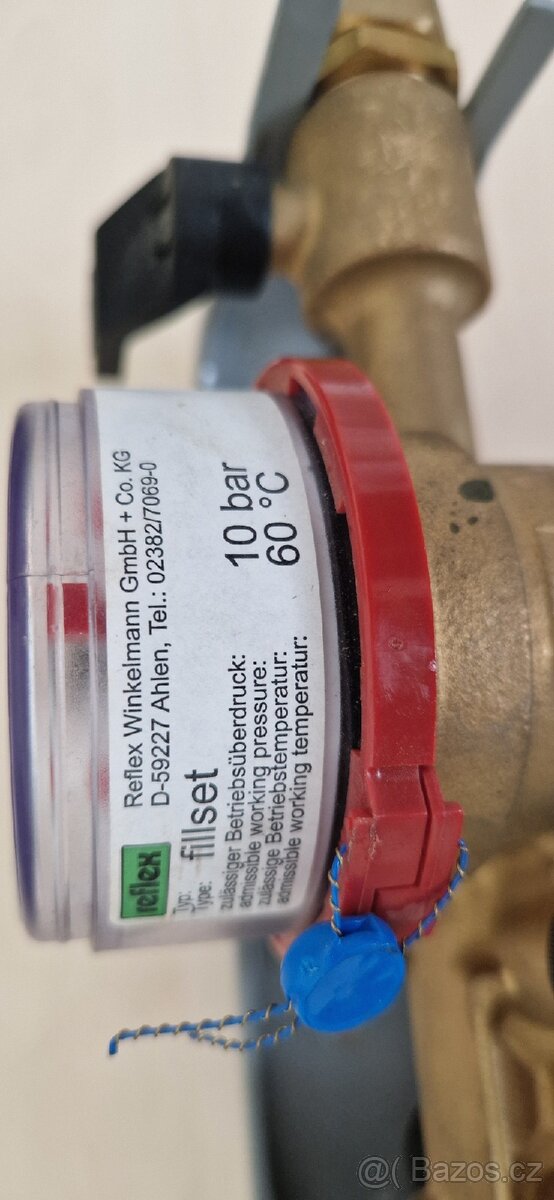 reflex
Reflex Winkelmann GmbH + Co. KG
D-59227 Ahlen, Tel.: 02382/7069-0
Typ:
Type: fillset
zulässiger Betriebsüberdruck:
admissible working pressure: 10 bar
zulässige Betriebstemperatur:
admissible working temperatur: 60 °C
@( Bazos.cz